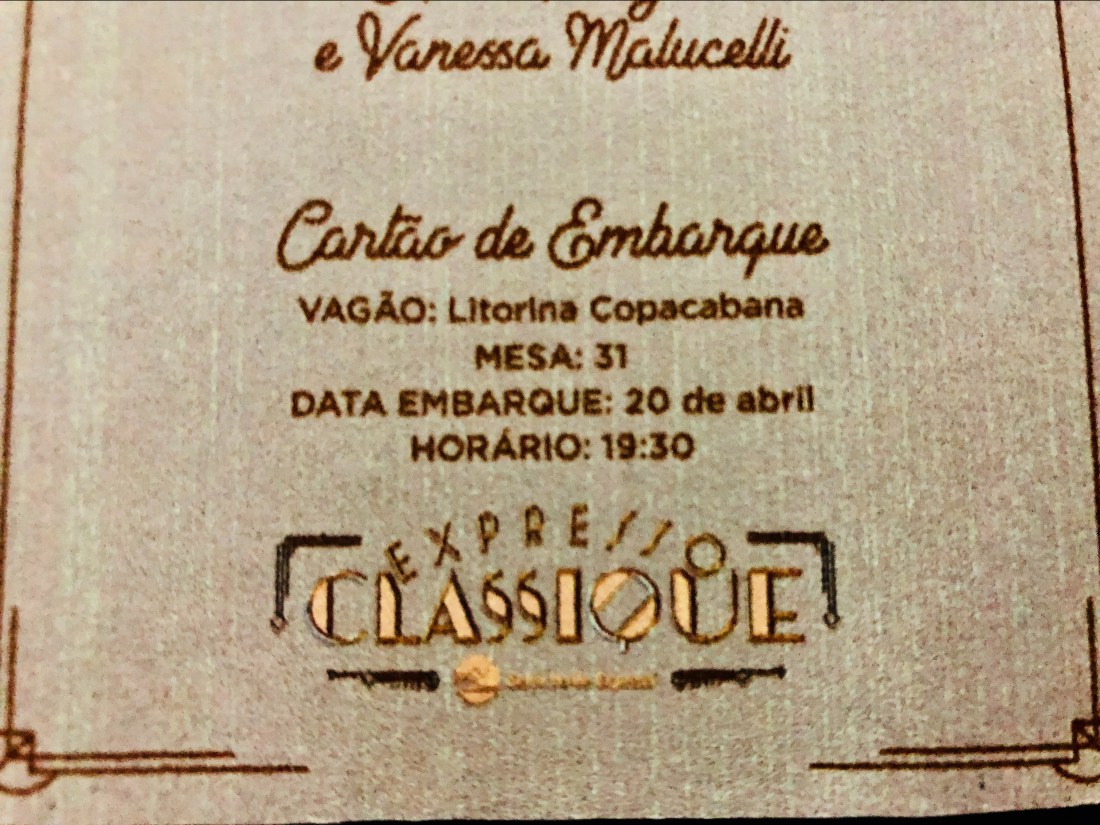 e Vanessa Malucelli
Cartão de Embarque
VAGÃO: Litorina Copacabana
MESA: 31
DATA EMBARQUE: 20 de abril
HORÁRIO: 19:30
EXPRESSO
CLASSIQUE